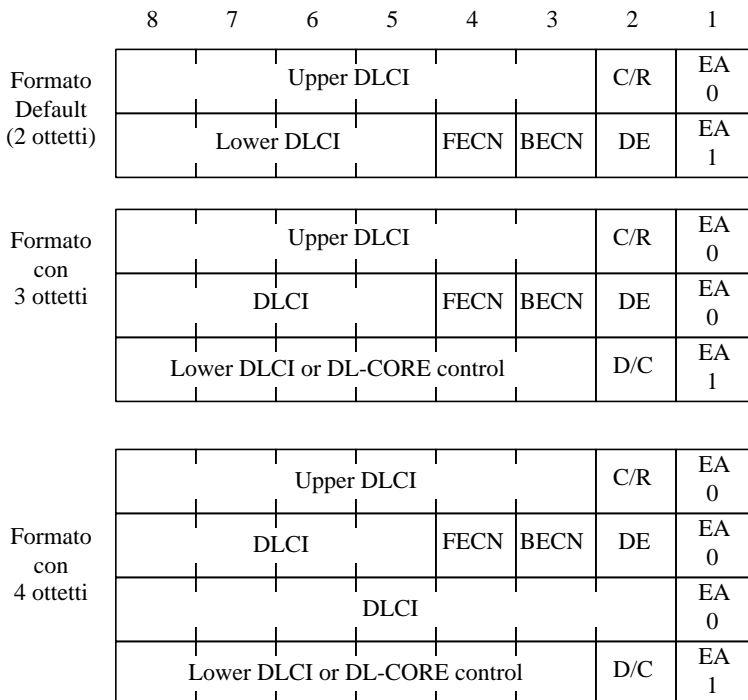 8 7 6 5 4 3 2 1
Formato
Default
(2 ottetti)
Upper DLCI C/R EA
0
Lower DLCI FECN BECN DE EA
1
Formato
con
3 ottetti
Upper DLCI C/R EA
0
DLCI FECN BECN DE EA
0
Lower DLCI or DL-CORE control D/C EA
1
Formato
con
4 ottetti
Upper DLCI C/R EA
0
DLCI FECN BECN DE EA
0
DLCI EA
0
Lower DLCI or DL-CORE control D/C EA
1